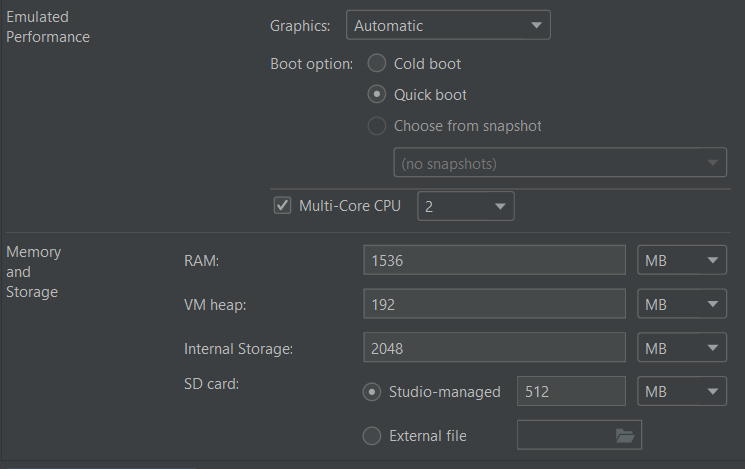 Emulated
Performance
Graphics: Automatic
Boot option: Cold boot
Quick boot
Choose from snapshot
(no snapshots)
Multi-Core CPU 2
Memory
and
Storage
RAM: 1536 MB
VM heap: 192 MB
Internal Storage: 2048 MB
SD card: Studio-managed 512 MB
External file